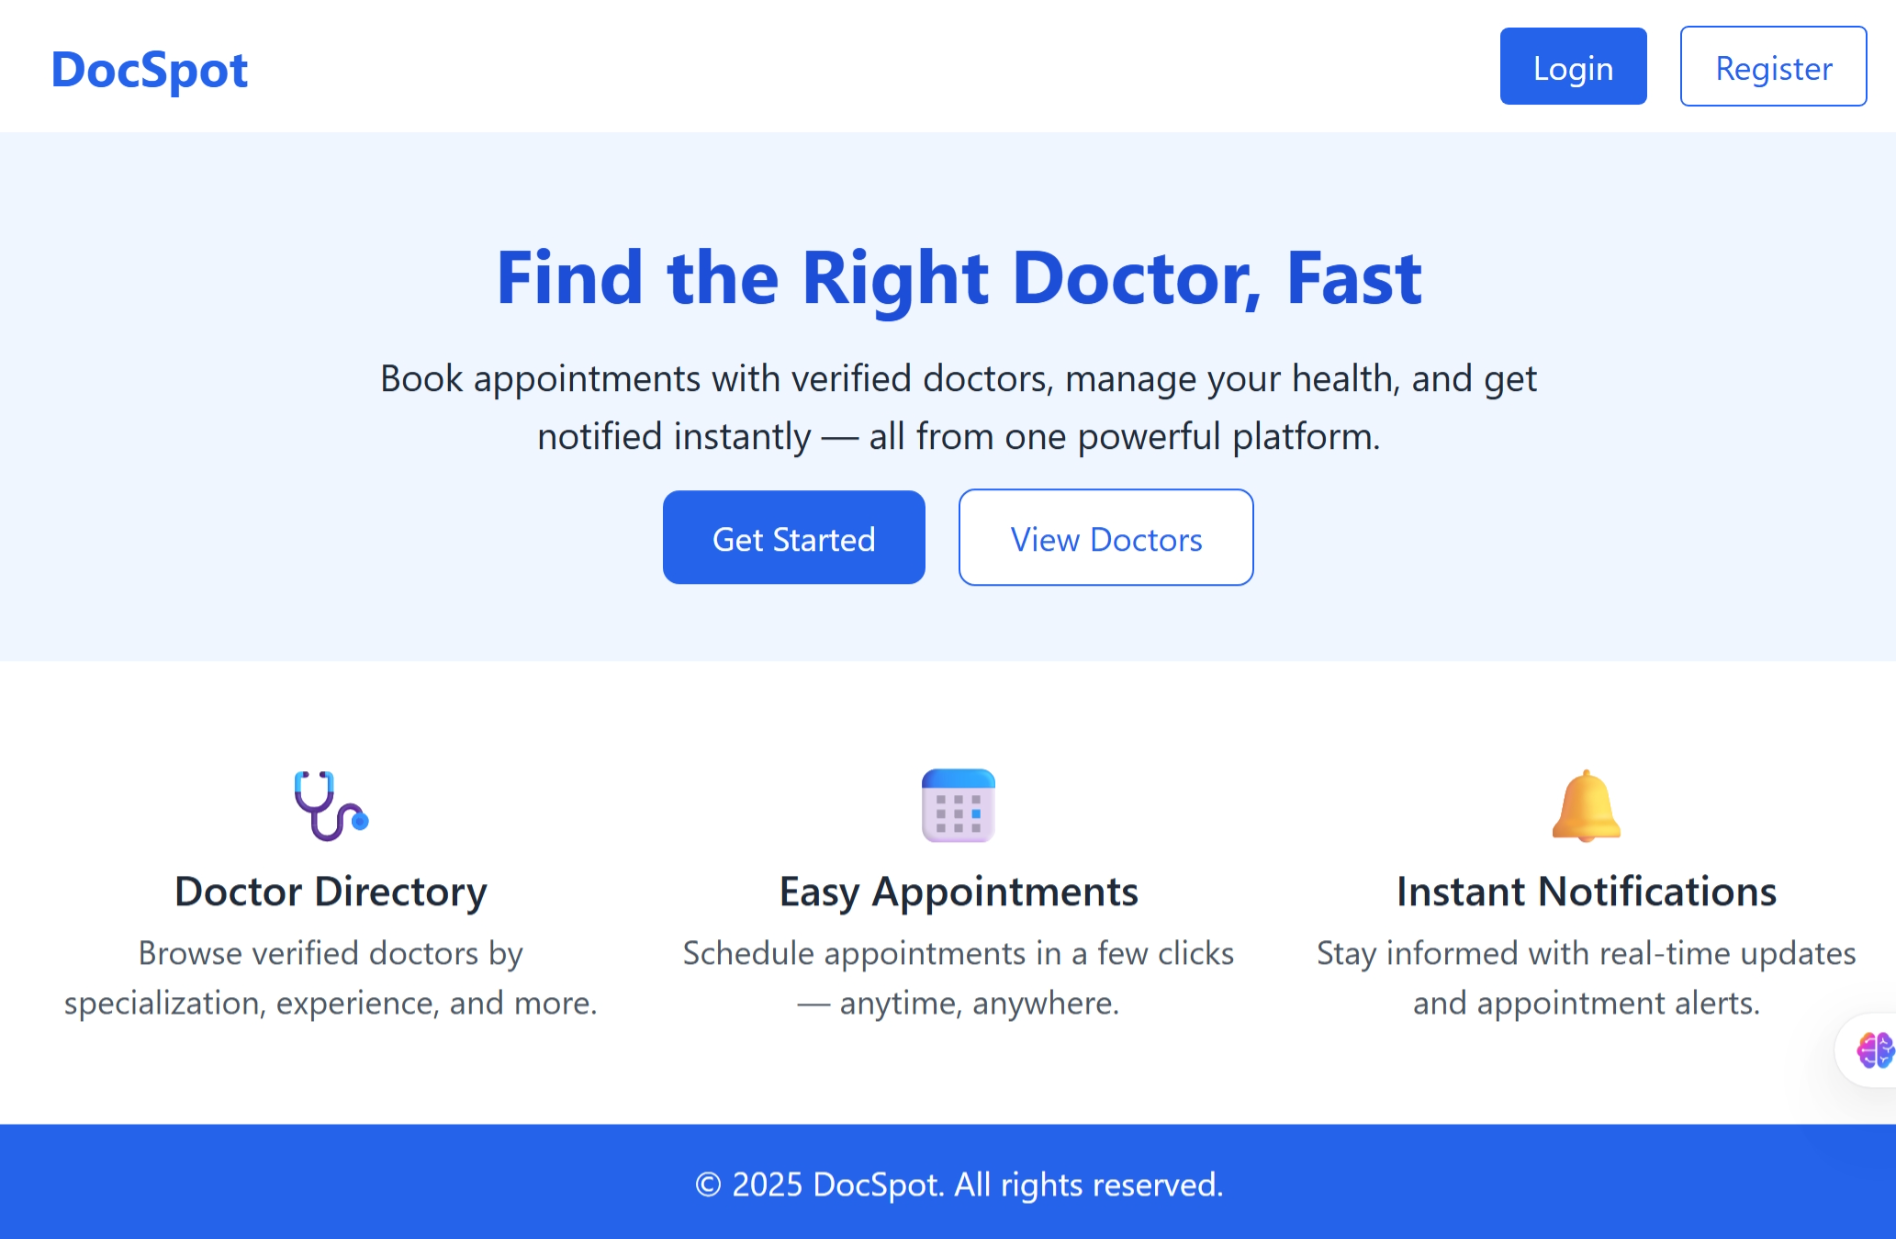 DocSpot
Login
Register
Find the Right Doctor, Fast
Book appointments with verified doctors, manage your health, and get
notified instantly — all from one powerful platform.
Get Started
View Doctors
Doctor Directory
Browse verified doctors by
specialization, experience, and more.
Easy Appointments
Schedule appointments in a few clicks
— anytime, anywhere.
Instant Notifications
Stay informed with real-time updates
and appointment alerts.
© 2025 DocSpot. All rights reserved.